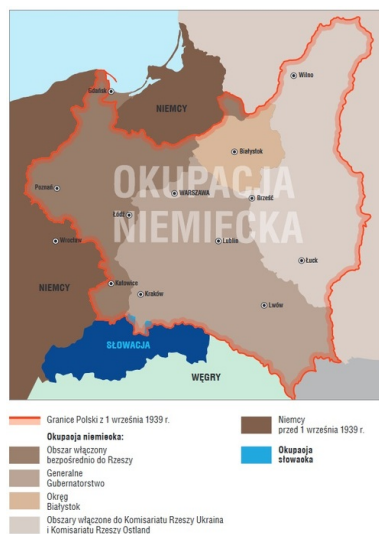 Wilno
Gdańsk
NIEMCY
Białystok
OKUPACJA
NIEMIECKA
Poznań
WARSZAWA
Brześć
Łódź
Wrocław
Lublin
Łuck
NIEMCY
Katowice
Kraków
Lwów
SŁOWACJA
WĘGRY
Granice Polski z 1 września 1939 r.
Okupacja niemiecka:
Obszar włączony
bezpośrednio do Rzeszy
Generalne
Gubernatorstwo
Okręg
Białystok
Obszary włączone do Komisariatu Rzeszy Ukraina
i Komisariatu Rzeszy Ostland
Niemcy
przed 1 września 1939 r.
Okupacja
słowacka